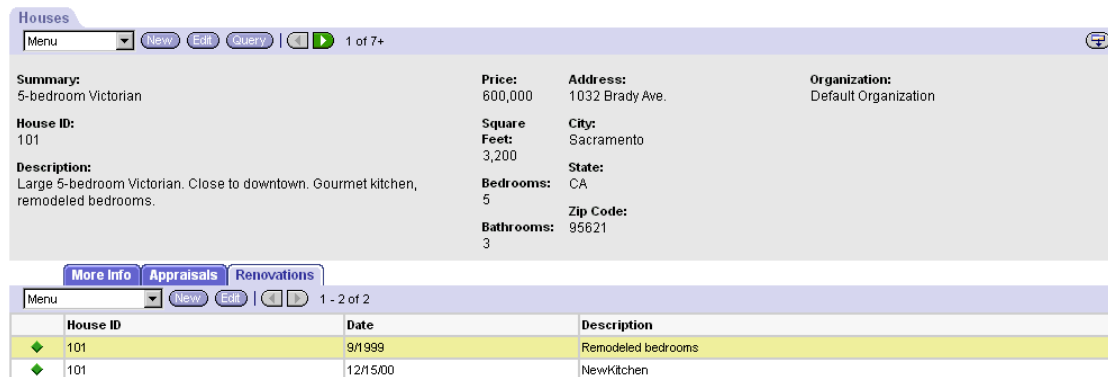 Houses
Menu New Edit Query 1 of 7+
Summary:
5-bedroom Victorian
House ID:
101
Description:
Large 5-bedroom Victorian. Close to downtown. Gourmet kitchen,
remodeled bedrooms.
Price:
600,000
Square
Feet:
3,200
Bedrooms:
5
Bathrooms:
3
Address:
1032 Brady Ave.
City:
Sacramento
State:
CA
Zip Code:
95621
Organization:
Default Organization
More Info Appraisals Renovations
Menu New Edit 1 - 2 of 2
House ID Date Description
101 9/1999 Remodeled bedrooms
101 12/15/00 NewKitchen